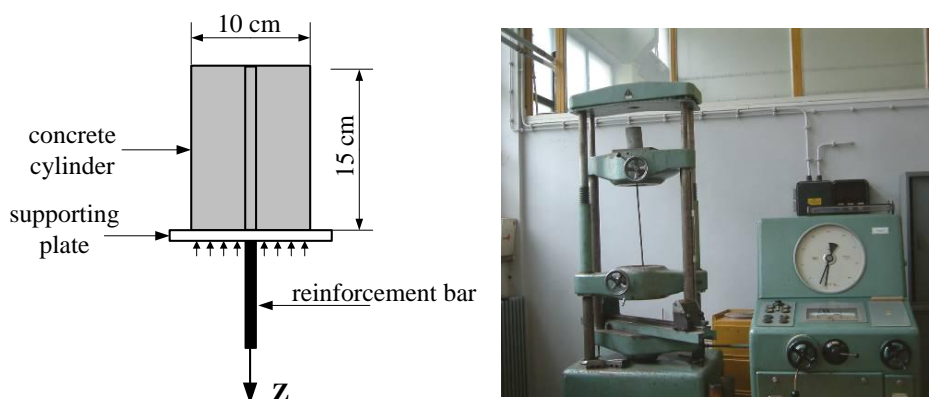 10 cm
concrete
cylinder
15 cm
supporting
plate
reinforcement bar
Z